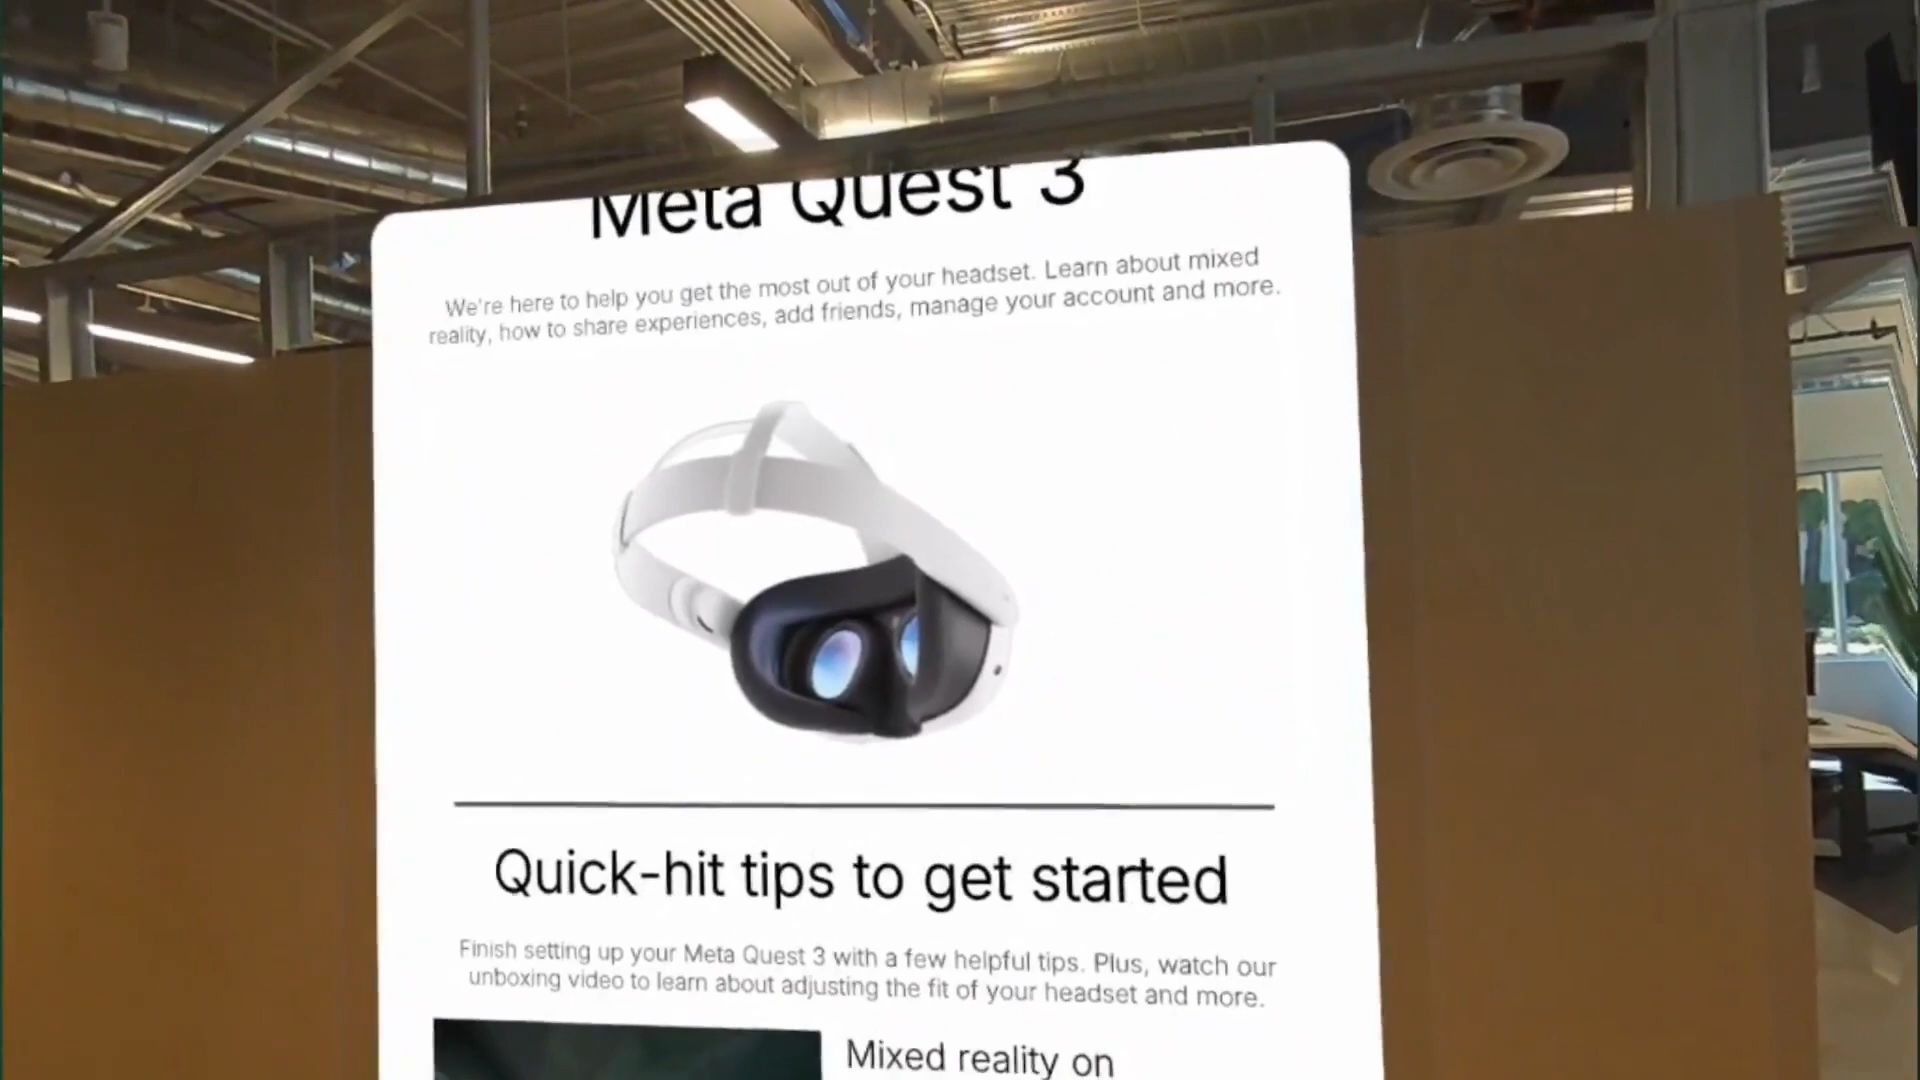 Meta Quest 3
We're here to help you get the most out of your headset. Learn about mixed
reality, how to share experiences, add friends, manage your account and more.
Quick-hit tips to get started
Finish setting up your Meta Quest 3 with a few helpful tips. Plus, watch our
unboxing video to learn about adjusting the fit of your headset and more.
Mixed reality on